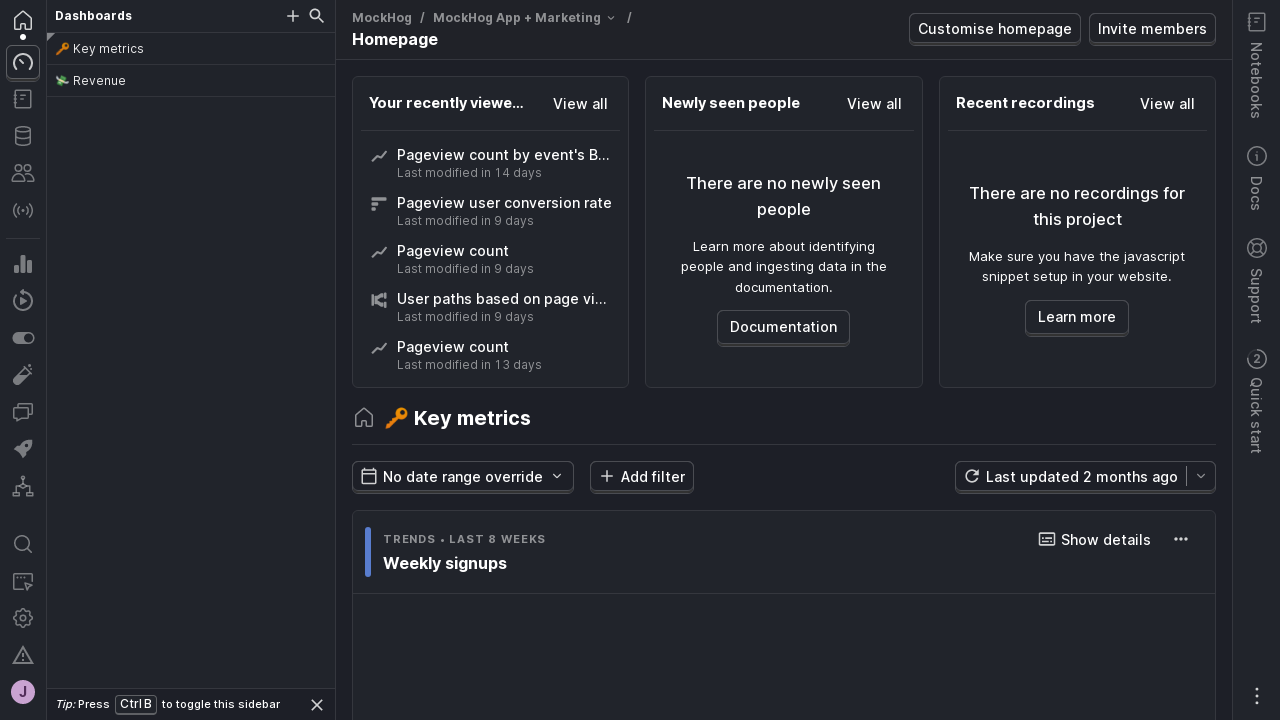 Dashboards
🔑 Key metrics
💸 Revenue
Tip: Press Ctrl B to toggle this sidebar
J
MockHog / MockHog App + Marketing /
Homepage
Customise homepage
Invite members
Your recently viewe...
View all
Pageview count by event's B...
Last modified in 14 days
Pageview user conversion rate
Last modified in 9 days
Pageview count
Last modified in 9 days
User paths based on page vi...
Last modified in 9 days
Pageview count
Last modified in 13 days
Newly seen people
View all
There are no newly seen
people
Learn more about identifying
people and ingesting data in the
documentation.
Documentation
Recent recordings
View all
There are no recordings for
this project
Make sure you have the javascript
snippet setup in your website.
Learn more
🔑 Key metrics
No date range override
Add filter
Last updated 2 months ago
TRENDS • LAST 8 WEEKS
Weekly signups
Show details
Notebooks
Docs
Support
2
Quick start